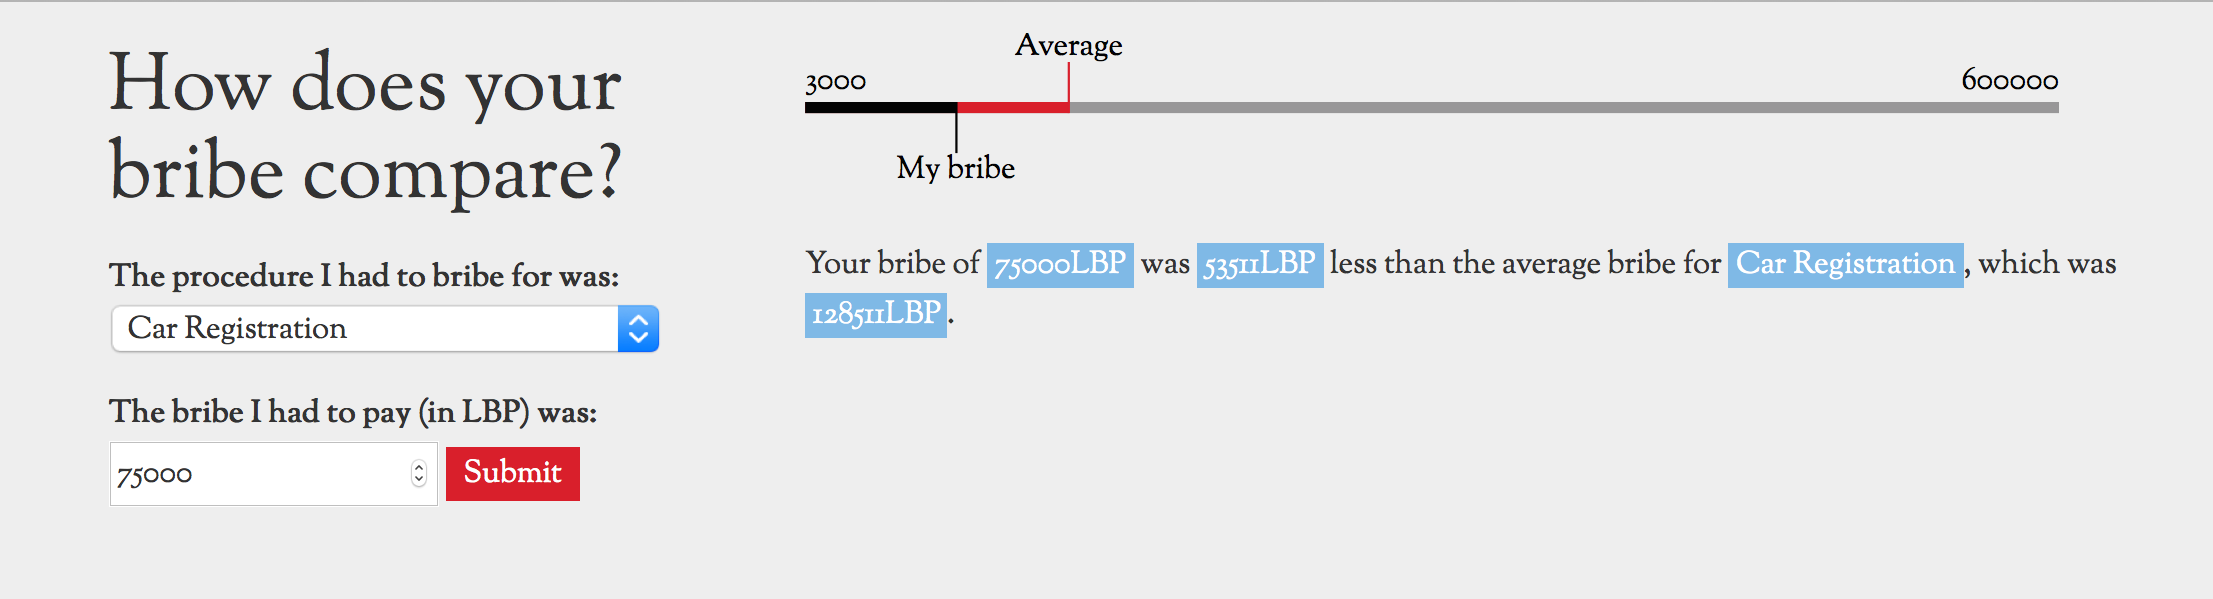 How does your
bribe compare?
The procedure I had to bribe for was:
Car Registration
The bribe I had to pay (in LBP) was:
75000
Submit
Average
3000
600000
My bribe
Your bribe of 75000LBP was 53511LBP less than the average bribe for Car Registration, which was
128511LBP.